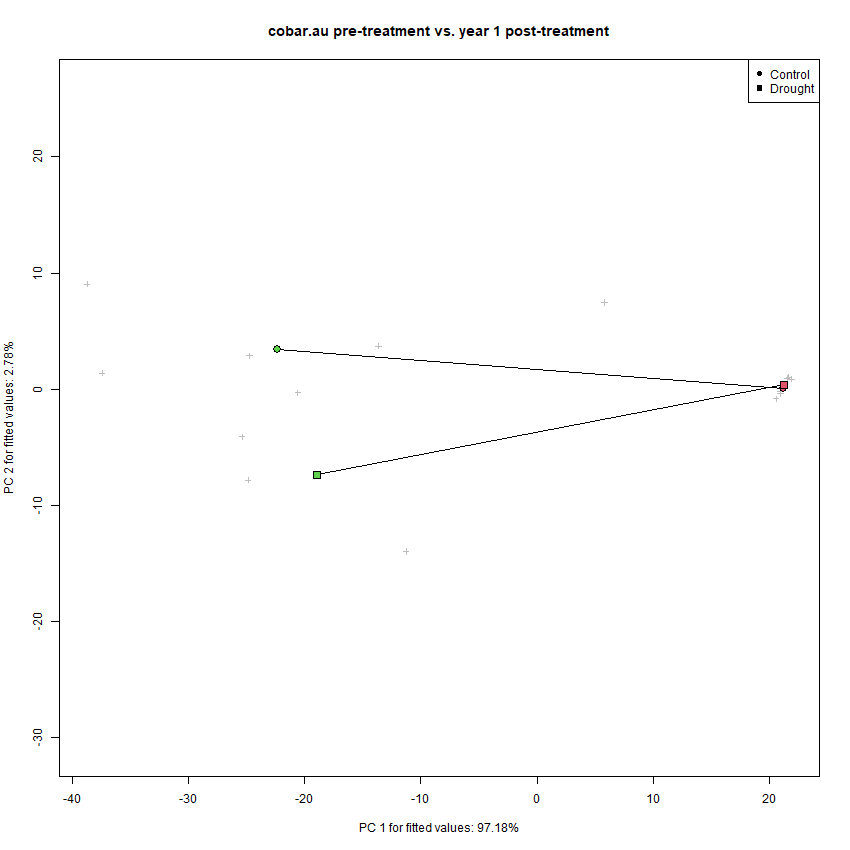 cobar.au pre-treatment vs. year 1 post-treatment
Control
Drought
20
10
0
-10
-20
-30
PC 2 for fitted values: 2.78%
-40
-30
-20
-10
0
10
20
PC 1 for fitted values: 97.18%